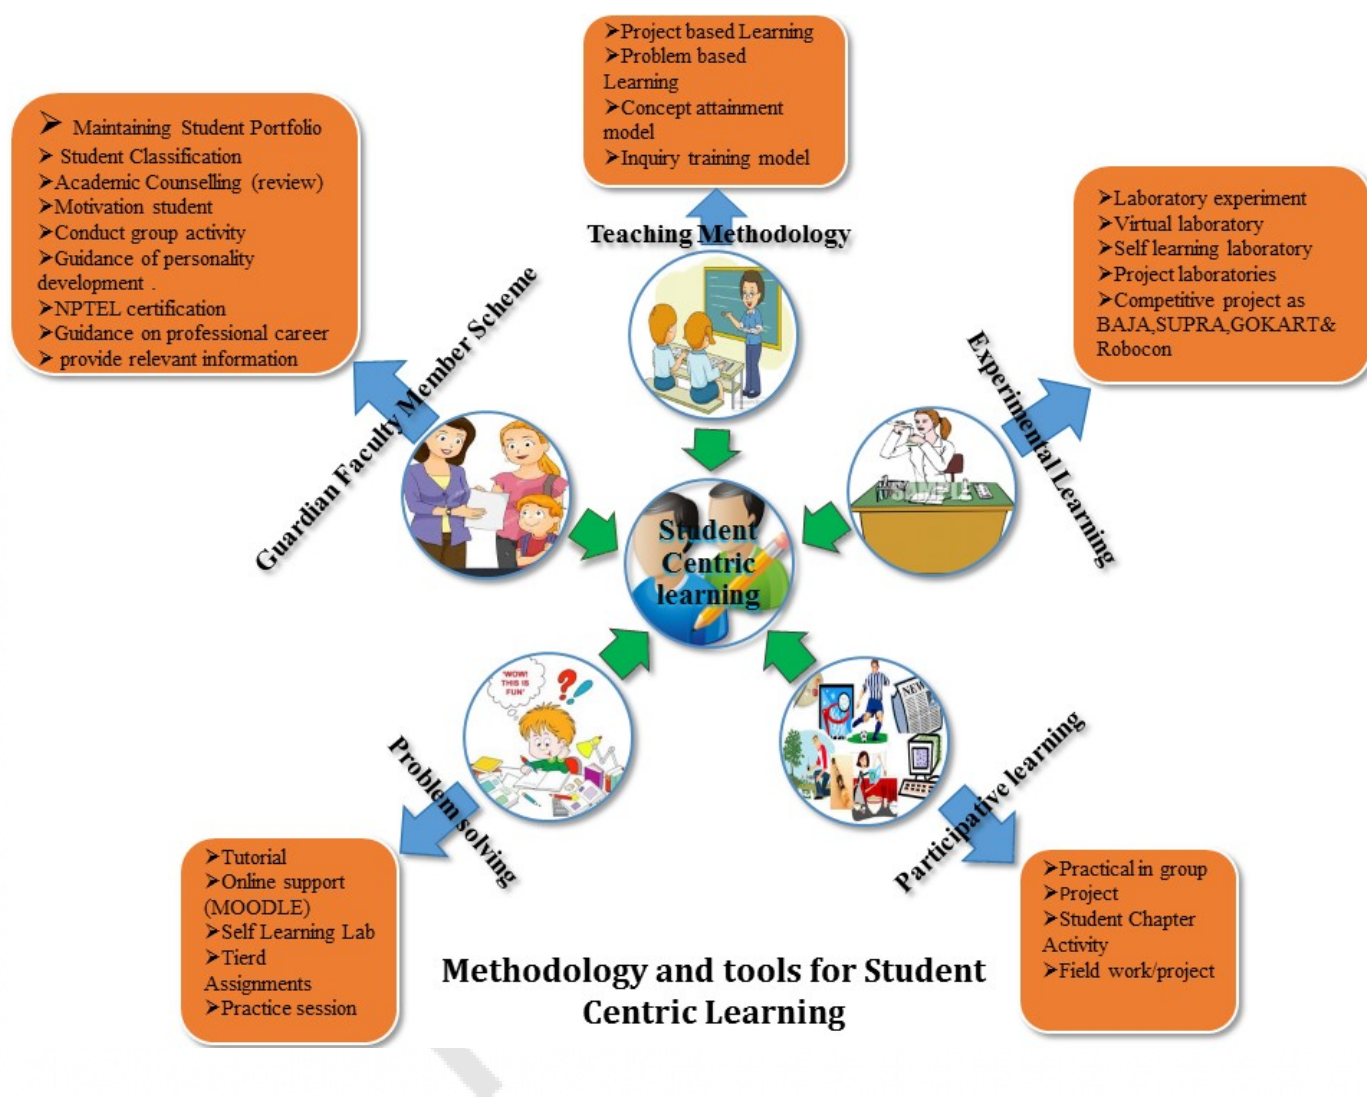 ➢Project based Learning
➢Problem based
Learning
➢Concept attainment
model
➢Inquiry training model
Teaching Methodology
➢ Maintaining Student Portfolio
➢ Student Classification
➢Academic Counselling (review)
➢Motivation student
➢Conduct group activity
➢Guidance of personality
development .
➢NPTEL certification
➢Guidance on professional career
➢ provide relevant information
Guardian Faculty Member Scheme
➢Laboratory experiment
➢Virtual laboratory
➢Self learning laboratory
➢Project laboratories
➢Competitive project as
BAJA,SUPRA,GOKART&
Robocon
Experimental Learning
SAMPLE
Student
Centric
learning
'WOW!
THIS IS
FUN'
??!!
Problem solving
NEW
Participative learning
➢Tutorial
➢Online support
(MOODLE)
➢Self Learning Lab
➢Tierd
Assignments
➢Practice session
➢Practical in group
➢Project
➢Student Chapter
Activity
➢Field work/project
Methodology and tools for Student
Centric Learning